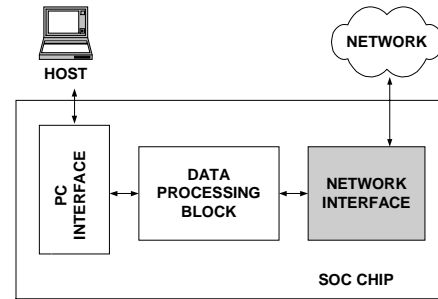 HOST
NETWORK
PC
INTERFACE
DATA
PROCESSING
BLOCK
NETWORK
INTERFACE
SOC CHIP